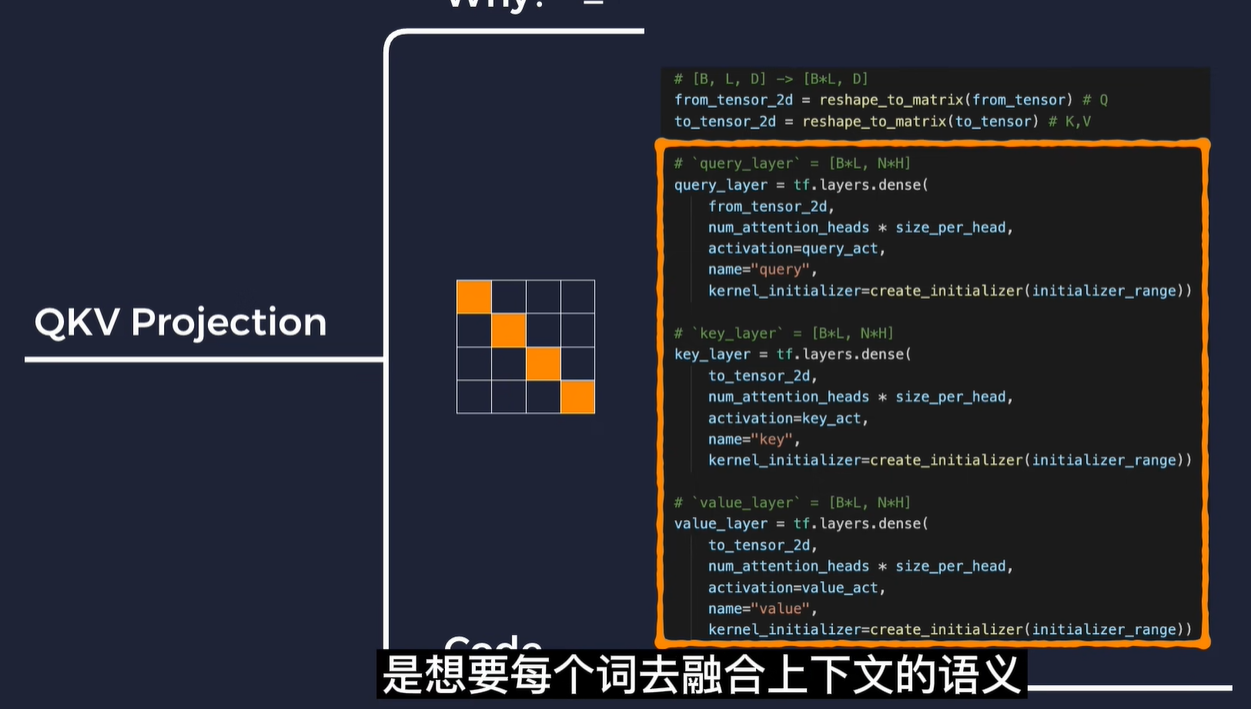 Why?
# [B, L, D] -> [B*L, D]
from_tensor_2d = reshape_to_matrix(from_tensor) # Q
to_tensor_2d = reshape_to_matrix(to_tensor) # K,V
# `query_layer` = [B*L, N*H]
query_layer = tf.layers.dense(
from_tensor_2d,
num_attention_heads * size_per_head,
activation=query_act,
name="query",
kernel_initializer=create_initializer(initializer_range))
# `key_layer` = [B*L, N*H]
key_layer = tf.layers.dense(
to_tensor_2d,
num_attention_heads * size_per_head,
activation=key_act,
name="key",
kernel_initializer=create_initializer(initializer_range))
# `value_layer` = [B*L, N*H]
value_layer = tf.layers.dense(
to_tensor_2d,
num_attention_heads * size_per_head,
activation=value_act,
name="value",
kernel_initializer=create_initializer(initializer_range))
QKV Projection
Code
是想要每个词去融合上下文的语义